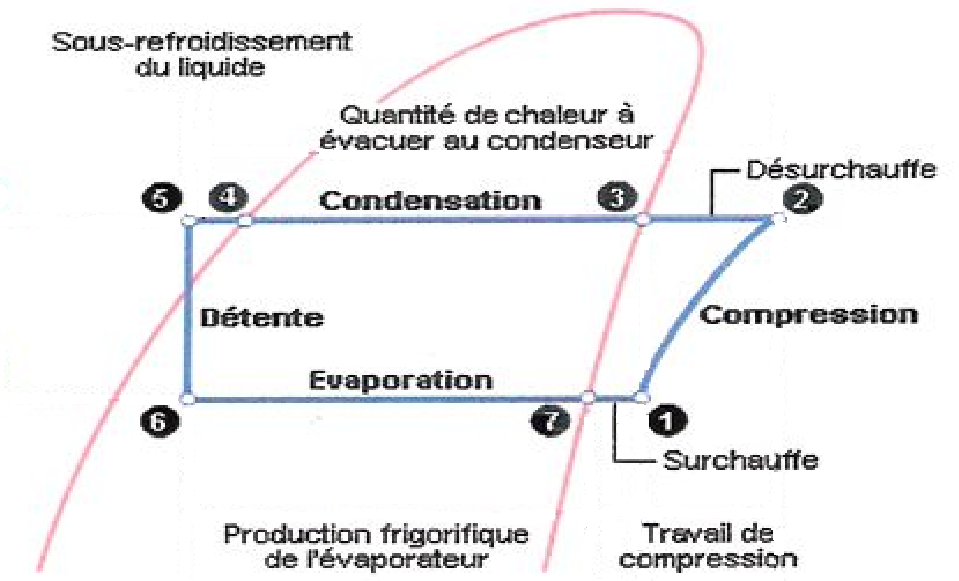 Sous-refroidissement
du liquide
Quantité de chaleur à
évacuer au condenseur
Désurchauffe
5
4
Condensation
3
2
Détente
Compression
Evaporation
6
7
1
Surchauffe
Production frigorifique
de l'évaporateur
Travail de
compression